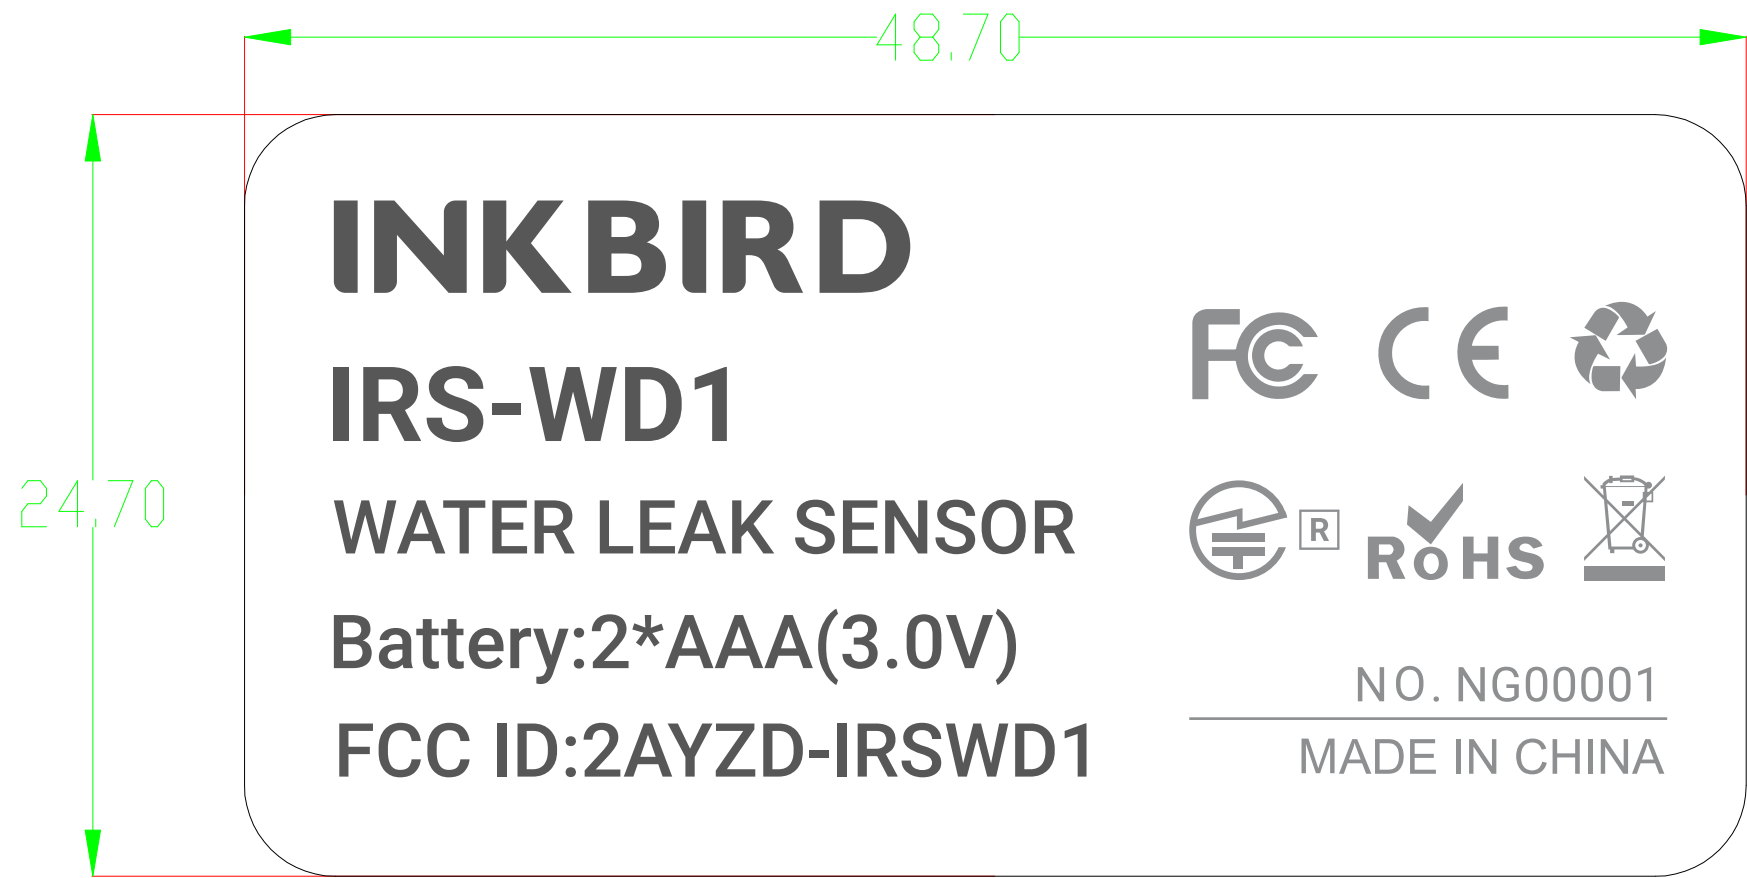 48.70
24.70
INKBIRD
IRS-WD1
WATER LEAK SENSOR
Battery:2*AAA(3.0V)
FCC ID:2AYZD-IRSWD1
FC CE
R RoHS
NO. NG00001
MADE IN CHINA